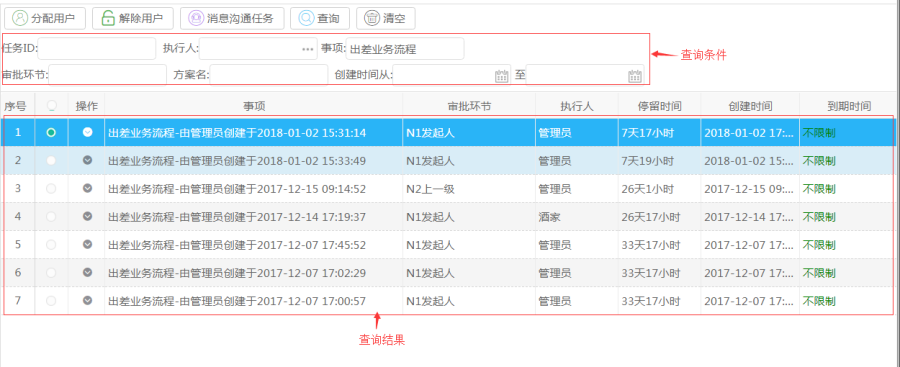 分配用户 解除用户 消息沟通任务 查询 清空
任务ID: 执行人: 事项: 出差业务流程
查询条件
审批环节: 方案名: 创建时间从: 至
序号 操作 事项 审批环节 执行人 停留时间 创建时间 到期时间
1 出差业务流程-由管理员创建于2018-01-02 15:31:14 N1发起人 管理员 7天17小时 2018-01-02 17:... 不限制
2 出差业务流程-由管理员创建于2018-01-02 15:33:49 N1发起人 管理员 7天19小时 2018-01-02 15:... 不限制
3 出差业务流程-由管理员创建于2017-12-15 09:14:52 N2上一级 管理员 26天1小时 2017-12-15 09:... 不限制
4 出差业务流程-由管理员创建于2017-12-14 17:19:37 N1发起人 酒家 26天17小时 2017-12-14 17:... 不限制
5 出差业务流程-由管理员创建于2017-12-07 17:45:52 N1发起人 管理员 33天17小时 2017-12-07 17:... 不限制
6 出差业务流程-由管理员创建于2017-12-07 17:02:29 N1发起人 管理员 33天17小时 2017-12-07 17:... 不限制
7 出差业务流程-由管理员创建于2017-12-07 17:00:57 N1发起人 管理员 33天17小时 2017-12-07 17:... 不限制
查询结果